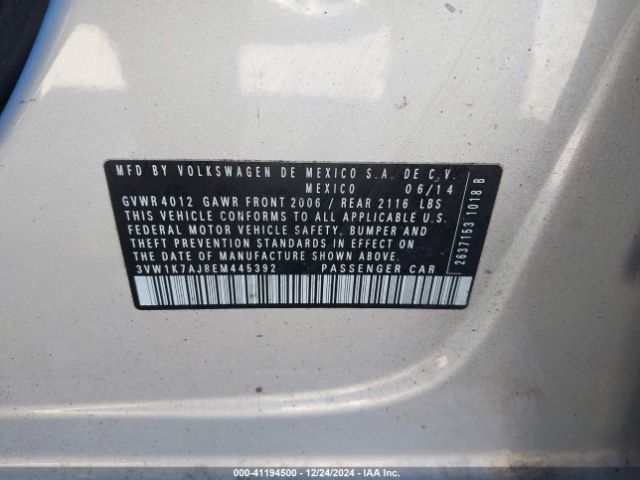 MFD BY VOLKSWAGEN DE MEXICO S.A. DE C.V.
MEXICO 06/14
GVWR 4012 GAWR FRONT 2006 / REAR 2116 LBS
THIS VEHICLE CONFORMS TO ALL APPLICABLE U.S.
FEDERAL MOTOR VEHICLE SAFETY, BUMPER AND
THEFT PREVENTION STANDARDS IN EFFECT ON
THE DATE OF MANUFACTURE SHOWN ABOVE.
3VW1K7AJ8EM445392 PASSENGER CAR
2637153 1018 B
000-41194500 - 12/24/2024 - COPYRIGHT IAA, LLC